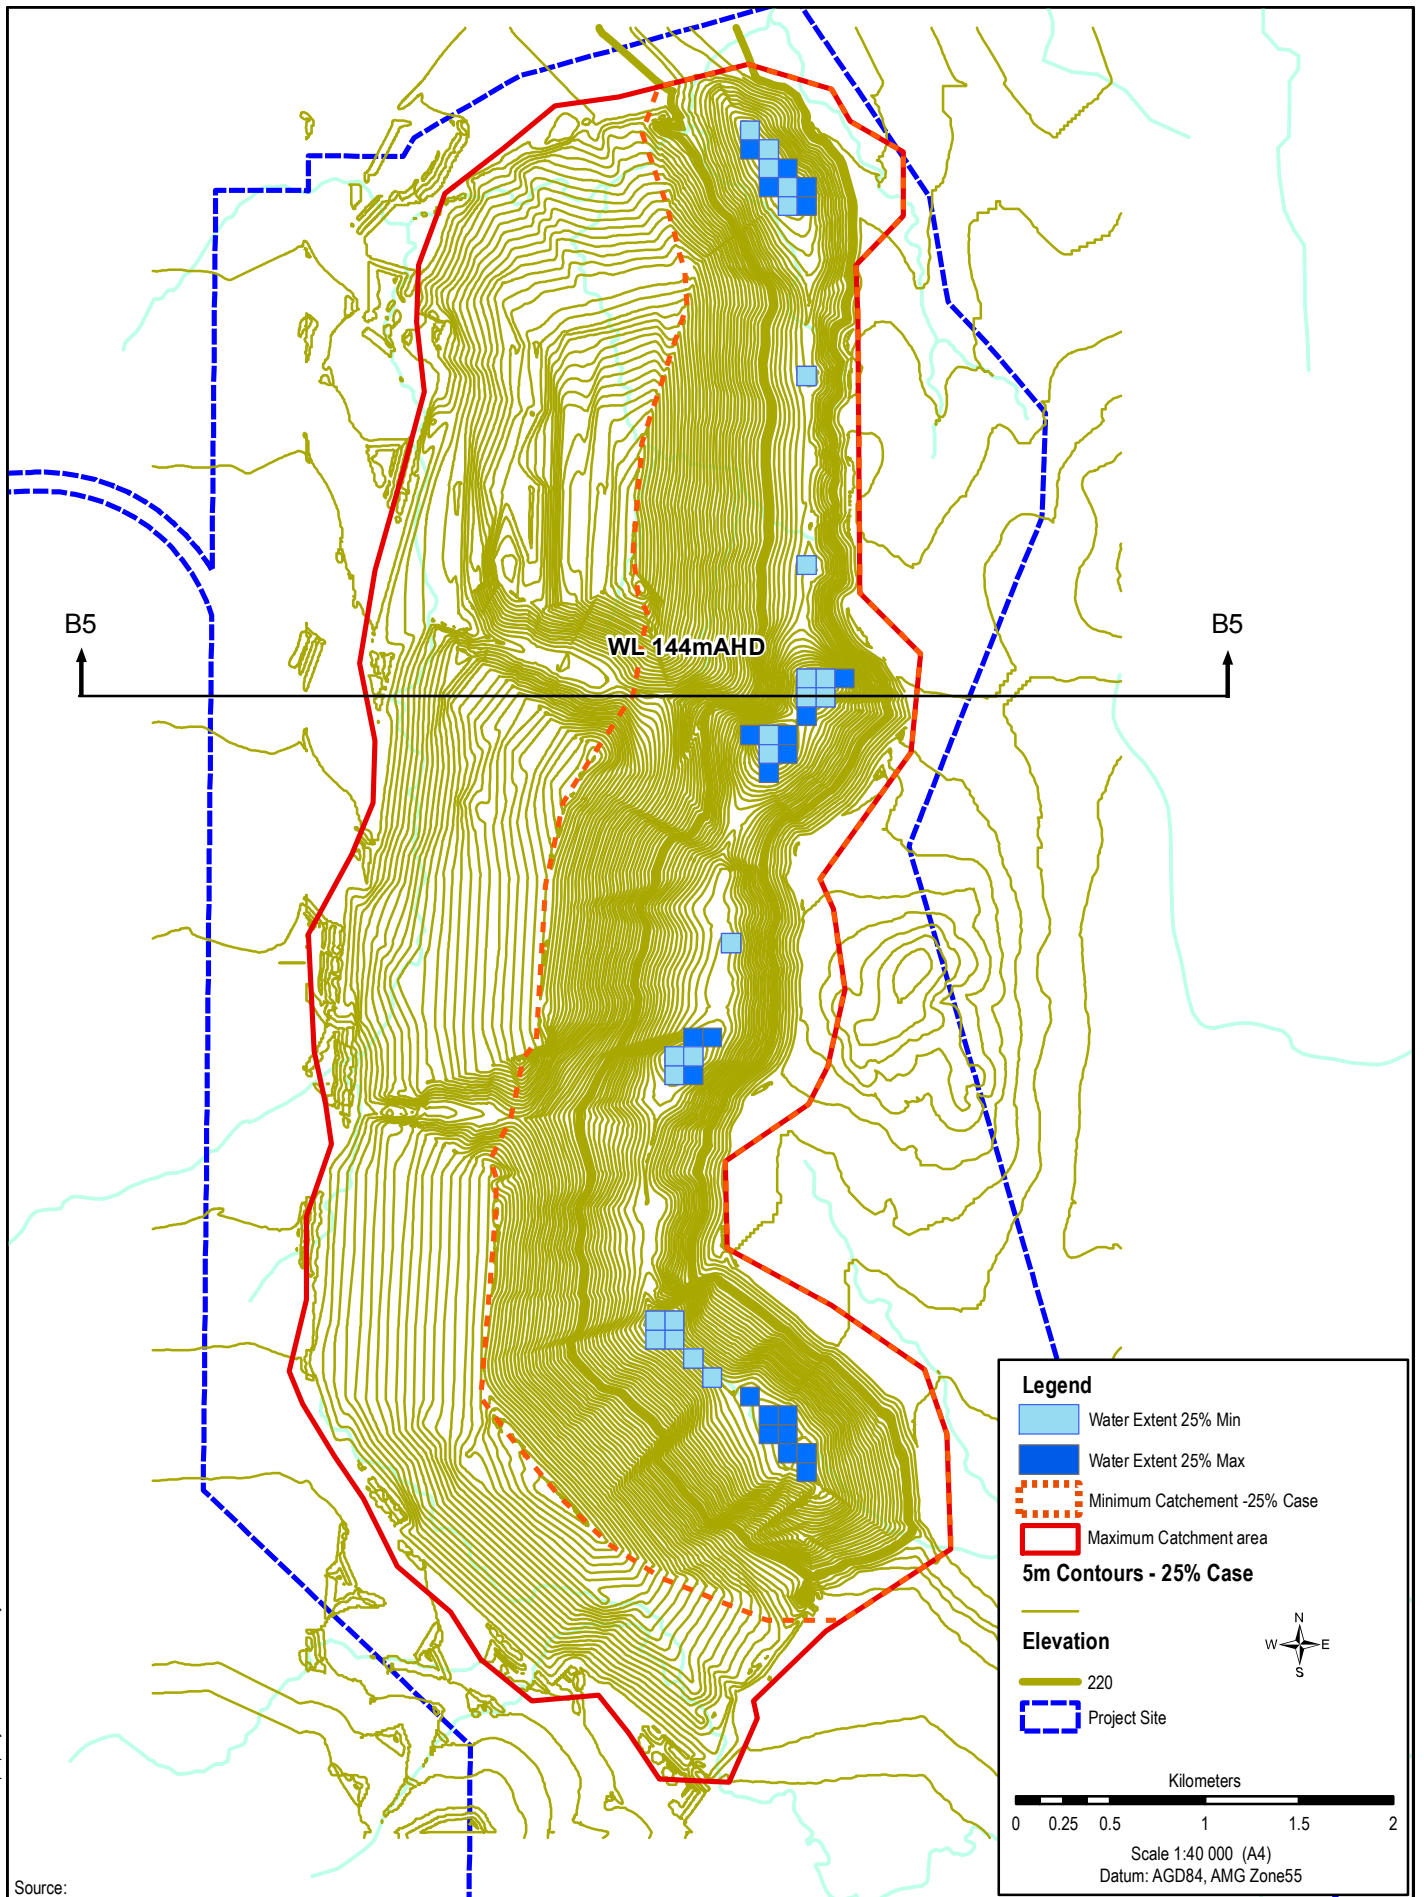 B5
B5
WL 144mAHD
Legend
Water Extent 25% Min
Water Extent 25% Max
Minimum Catchement -25% Case
Maximum Catchment area
5m Contours - 25% Case
Elevation
220
Project Site
N
W E
S
Kilometers
0 0.25 0.5 1 1.5 2
Scale 1:40 000 (A4)
Datum: AGD84, AMG Zone55
Source: